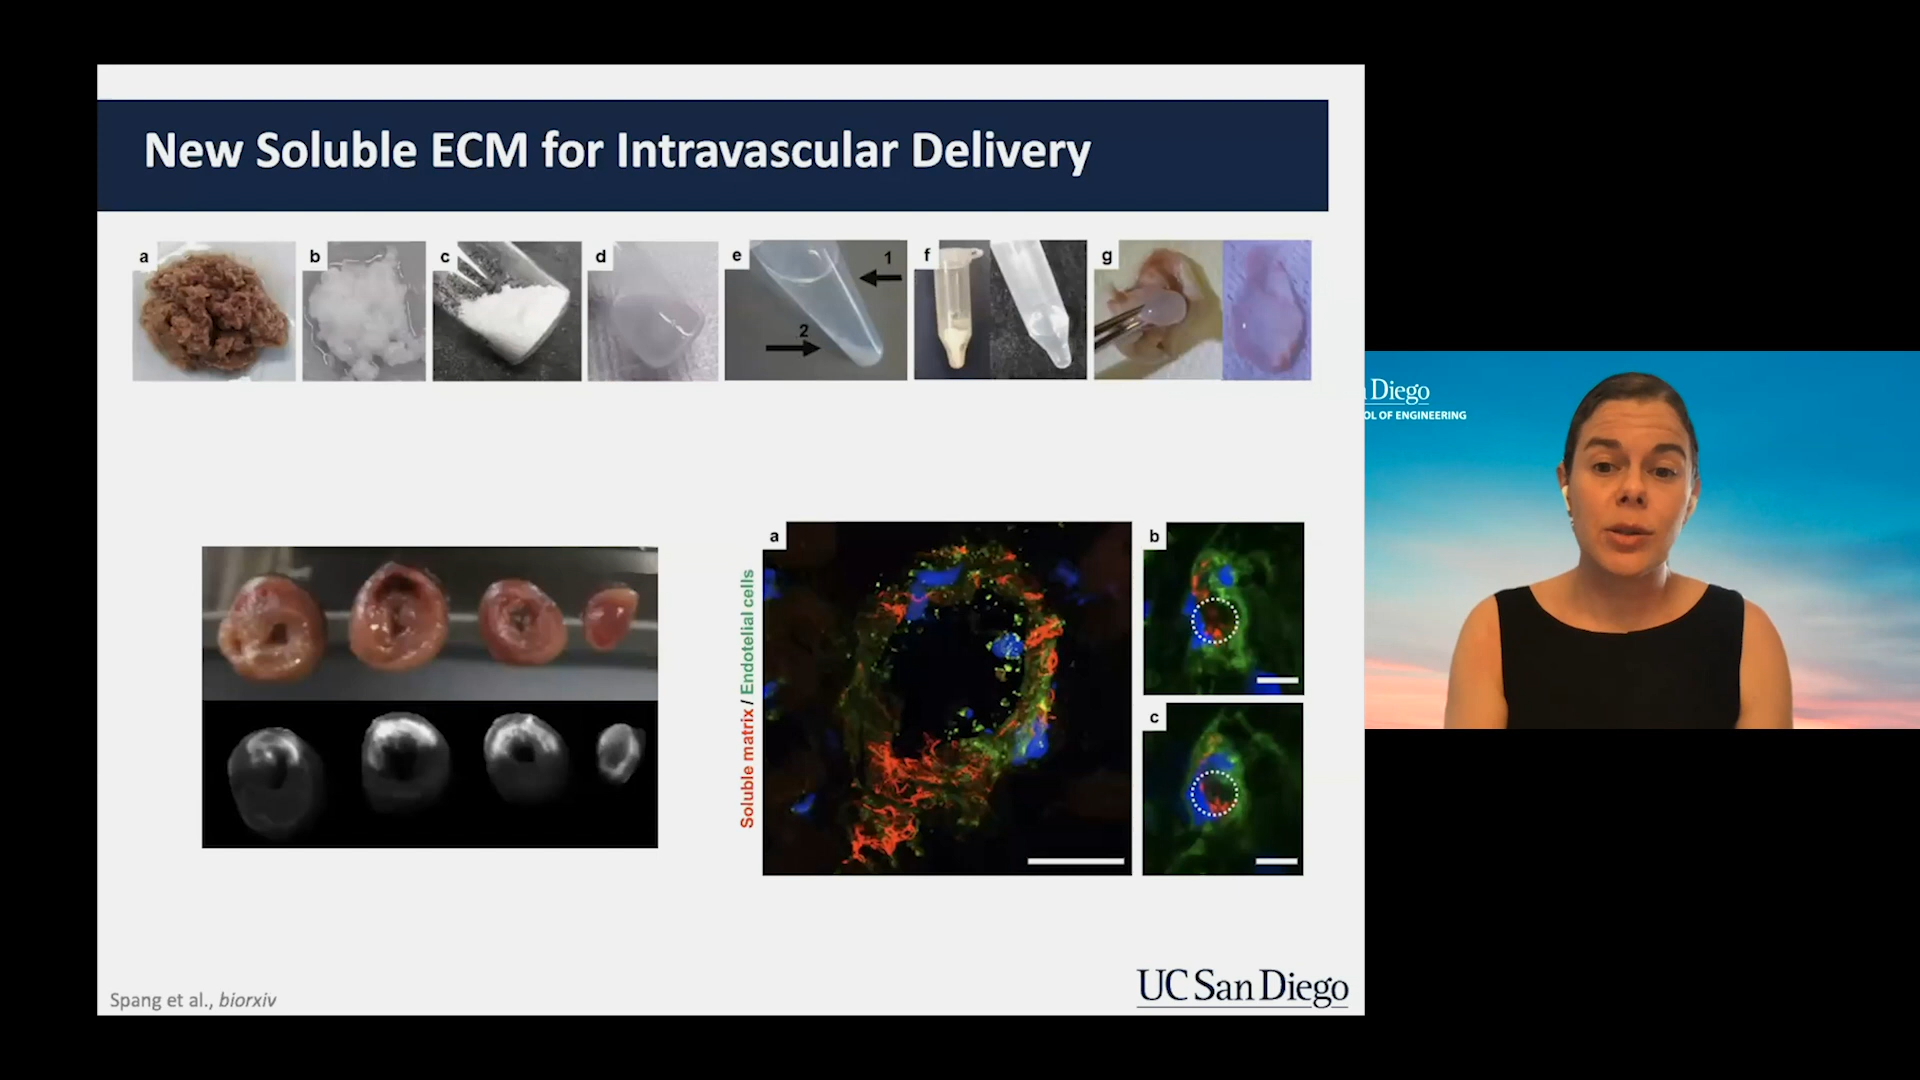 New Soluble ECM for Intravascular Delivery
a
b
c
d
e
1
2
f
g
Soluble matrix / Endotelial cells
a
b
c
Spang et al., biorxiv
UC San Diego
Diego
OL OF ENGINEERING